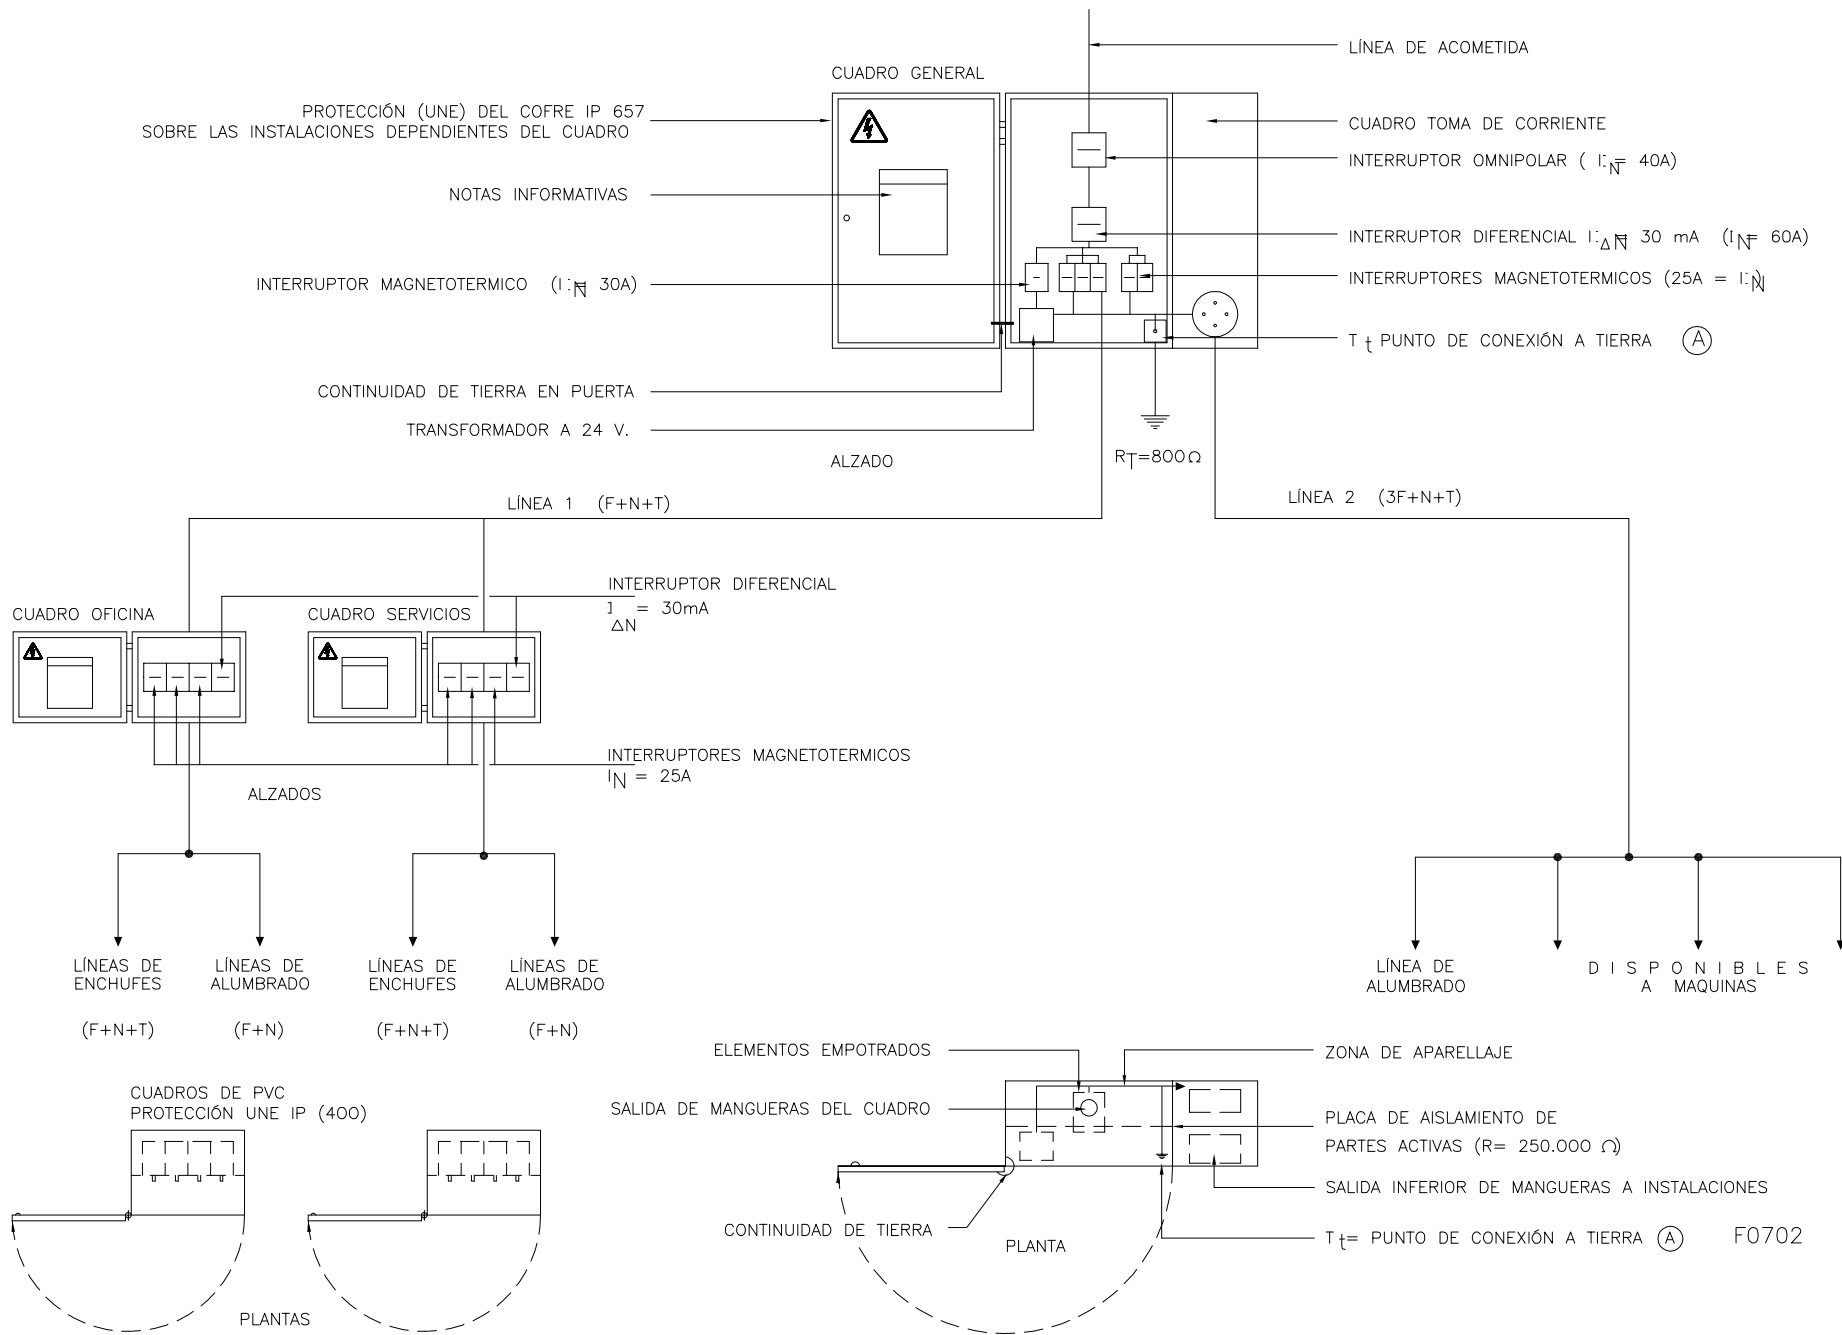 LÍNEA DE ACOMETIDA
CUADRO GENERAL
PROTECCIÓN (UNE) DEL COFRE IP 657
SOBRE LAS INSTALACIONES DEPENDIENTES DEL CUADRO
CUADRO TOMA DE CORRIENTE
INTERRUPTOR OMNIPOLAR ( I N = 40A)
NOTAS INFORMATIVAS
INTERRUPTOR DIFERENCIAL I ΔN = 30 mA (I N = 60A)
INTERRUPTOR MAGNETOTERMICO (I N = 30A)
INTERRUPTORES MAGNETOTERMICOS (25A = I N)
T t PUNTO DE CONEXIÓN A TIERRA A
CONTINUIDAD DE TIERRA EN PUERTA
TRANSFORMADOR A 24 V.
ALZADO
RT=800Ω
LÍNEA 1 (F+N+T)
LÍNEA 2 (3F+N+T)
INTERRUPTOR DIFERENCIAL
I = 30mA
ΔN
CUADRO OFICINA
CUADRO SERVICIOS
INTERRUPTORES MAGNETOTERMICOS
IN = 25A
ALZADOS
LÍNEAS DE
ENCHUFES
(F+N+T)
LÍNEAS DE
ALUMBRADO
(F+N)
LÍNEAS DE
ENCHUFES
(F+N+T)
LÍNEAS DE
ALUMBRADO
(F+N)
LÍNEA DE
ALUMBRADO
DISPONIBLES
A MAQUINAS
ELEMENTOS EMPOTRADOS
ZONA DE APARELLAJE
CUADROS DE PVC
PROTECCIÓN UNE IP (400)
SALIDA DE MANGUERAS DEL CUADRO
PLACA DE AISLAMIENTO DE
PARTES ACTIVAS (R= 250.000 Ω)
SALIDA INFERIOR DE MANGUERAS A INSTALACIONES
CONTINUIDAD DE TIERRA
PLANTA
T t= PUNTO DE CONEXIÓN A TIERRA A
F0702
PLANTAS